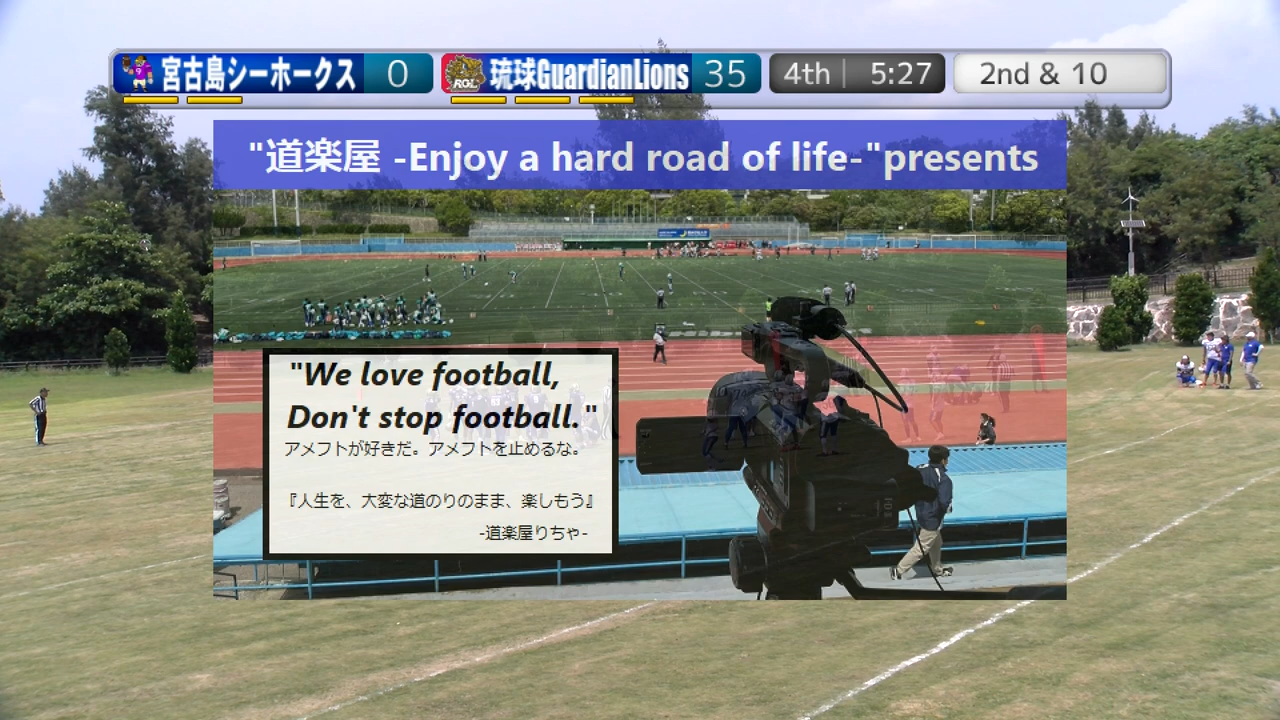 宮古島シーホークス 0 RGL 琉球GuardianLions 35 4th 5:27 2nd & 10
"道楽屋 -Enjoy a hard road of life-"presents
"We love football,
Don't stop football."
アメフトが好きだ。アメフトを止めるな。
『人生を、大変な道のりのまま、楽しもう』
-道楽屋りちゃ-